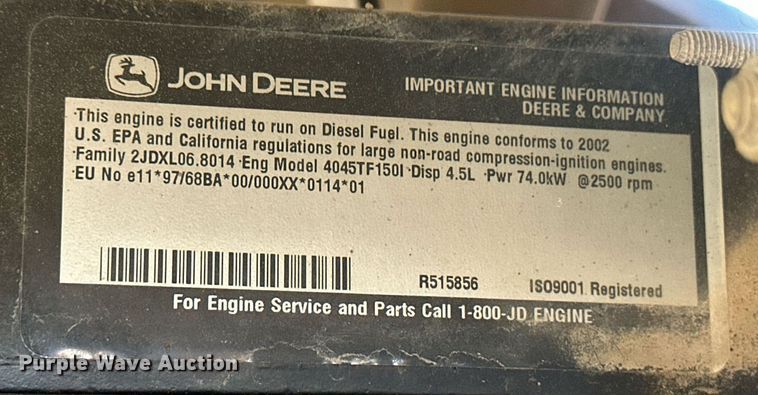 JOHN DEERE
IMPORTANT ENGINE INFORMATION
DEERE & COMPANY
·This engine is certified to run on Diesel Fuel. This engine conforms to 2002
U.S. EPA and California regulations for large non-road compression-ignition engines.
·Family 2JDXL06.8014 ·Eng Model 4045TF150I ·Disp 4.5L ·Pwr 74.0kW @2500 rpm
·EU No e11*97/68BA*00/000XX*0114*01
R515856 ISO9001 Registered
For Engine Service and Parts Call 1-800-JD ENGINE
Purple Wave Auction